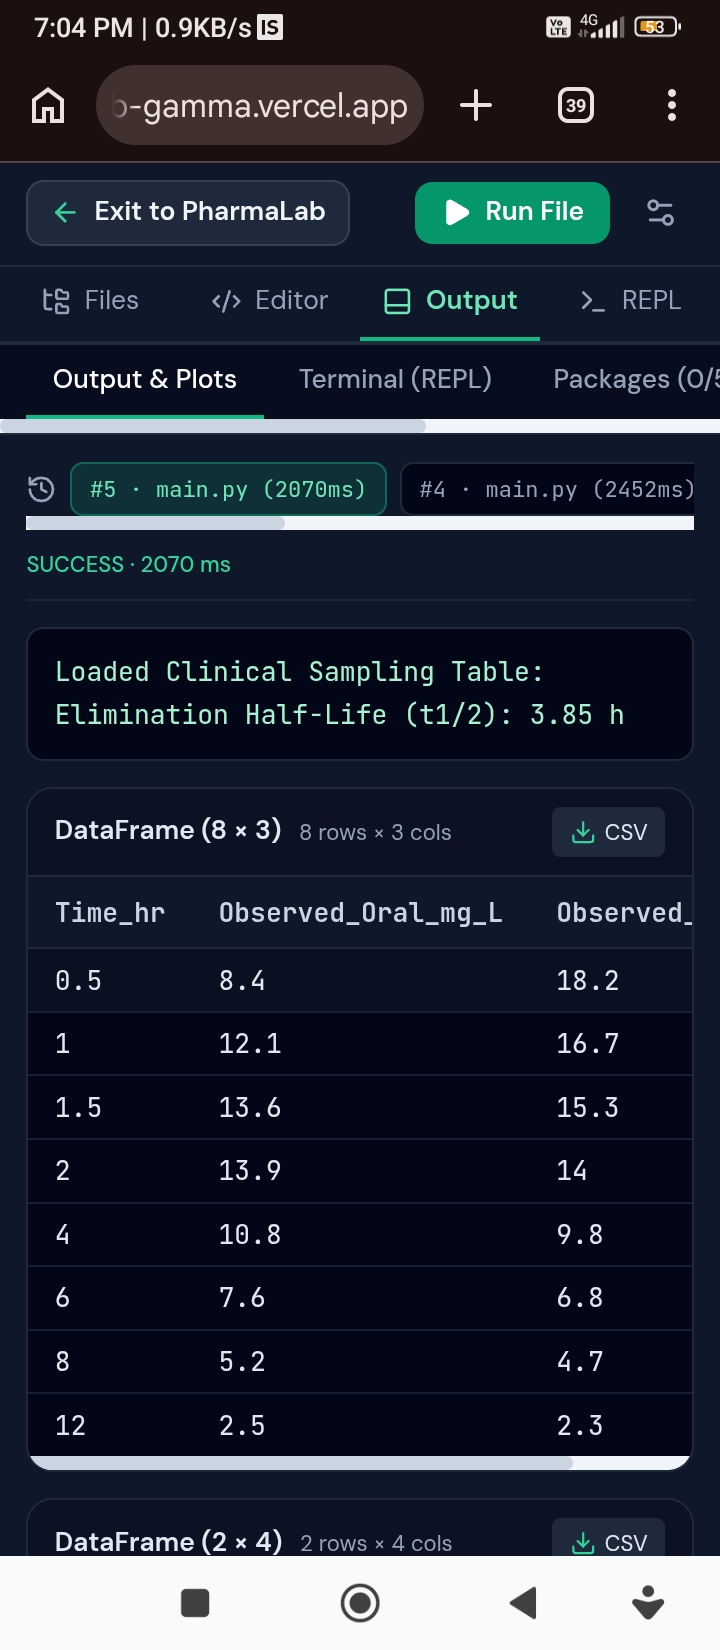 7:04 PM | 0.9KB/s IS
Vo LTE 4G 53
b-gamma.vercel.app 39
Exit to PharmaLab Run File
Files </> Editor Output >_ REPL
Output & Plots Terminal (REPL) Packages (0/5
#5 · main.py (2070ms) #4 · main.py (2452ms)
SUCCESS · 2070 ms
Loaded Clinical Sampling Table:
Elimination Half-Life (t1/2): 3.85 h
DataFrame (8 × 3) 8 rows × 3 cols CSV
Time_hr Observed_Oral_mg_L Observed_
0.5 8.4 18.2
1 12.1 16.7
1.5 13.6 15.3
2 13.9 14
4 10.8 9.8
6 7.6 6.8
8 5.2 4.7
12 2.5 2.3
DataFrame (2 × 4) 2 rows × 4 cols CSV